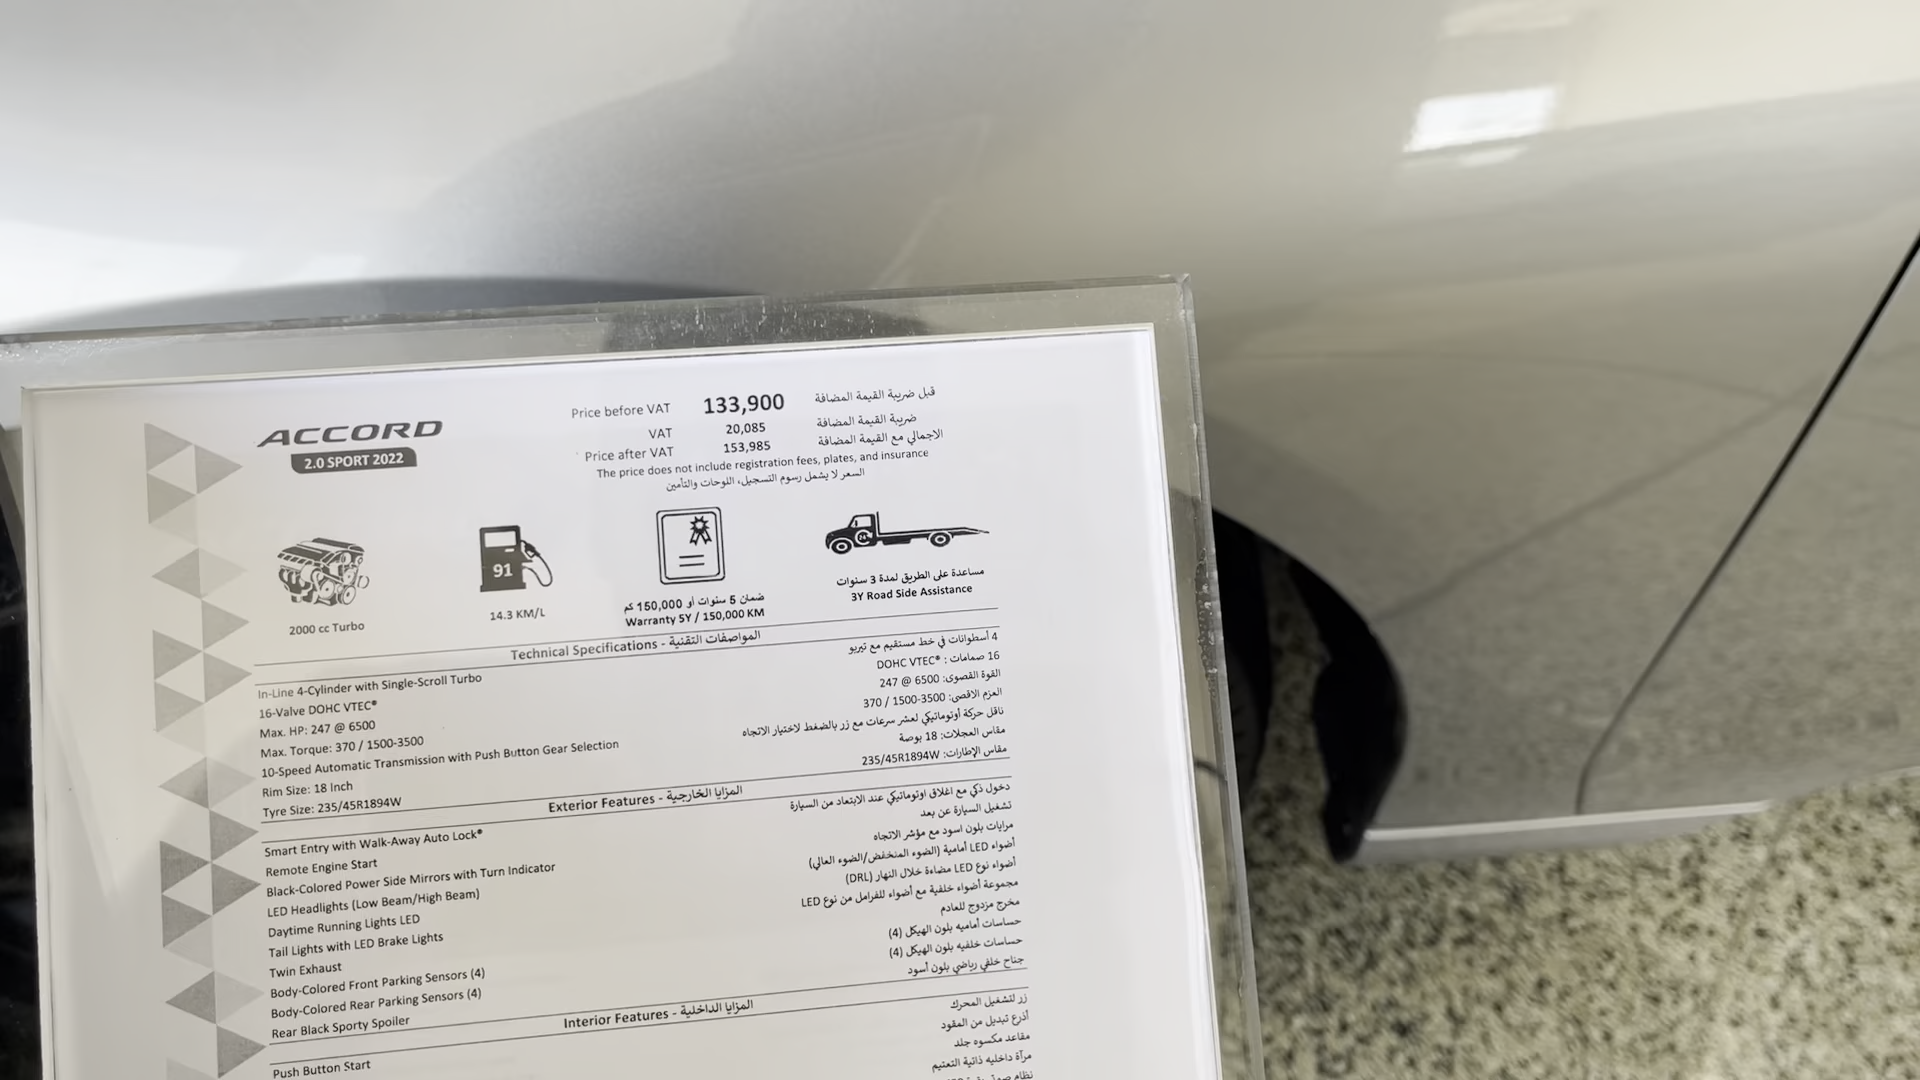 ACCORD
2.0 SPORT 2022
Price before VAT 133,900 قبل ضريبة القيمة المضافة
VAT 20,085 ضريبة القيمة المضافة
Price after VAT 153,985 الاجمالي مع القيمة المضافة
The price does not include registration fees, plates, and insurance
السعر لا يشمل رسوم التسجيل، اللوحات والتأمين
2000 cc Turbo
91
14.3 KM/L
ضمان 5 سنوات أو 150,000 كم
Warranty 5Y / 150,000 KM
مساعدة على الطريق لمدة 3 سنوات
3Y Road Side Assistance
Technical Specifications - المواصفات التقنية
In-Line 4-Cylinder with Single-Scroll Turbo
16-Valve DOHC VTEC®
Max. HP: 247 @ 6500
Max. Torque: 370 / 1500-3500
10-Speed Automatic Transmission with Push Button Gear Selection
Rim Size: 18 Inch
Tyre Size: 235/45R1894W
4 أسطوانات في خط مستقيم مع تيربو
16 صمامات : DOHC VTEC®
القوة القصوى: 247 @ 6500
العزم الاقصى: 370 / 1500-3500
ناقل حركة أوتوماتيكي لعشر سرعات مع زر بالضغط لاختيار الاتجاه
مقاس العجلات: 18 بوصة
مقاس الإطارات: 235/45R1894W
Exterior Features - المزايا الخارجية
Smart Entry with Walk-Away Auto Lock®
Remote Engine Start
Black-Colored Power Side Mirrors with Turn Indicator
LED Headlights (Low Beam/High Beam)
Daytime Running Lights LED
Tail Lights with LED Brake Lights
Twin Exhaust
Body-Colored Front Parking Sensors (4)
Body-Colored Rear Parking Sensors (4)
Rear Black Sporty Spoiler
دخول ذكي مع اغلاق اوتوماتيكي عند الابتعاد من السيارة
تشغيل السيارة عن بعد
مرايات بلون اسود مع مؤشر الاتجاه
أضواء LED أمامية (الضوء المنخفض/الضوء العالي)
أضواء نوع LED مضاءة خلال النهار (DRL)
مجموعة أضواء خلفية مع أضواء للفرامل من نوع LED
مخرج مزدوج للعادم
حساسات أماميه بلون الهيكل (4)
حساسات خلفيه بلون الهيكل (4)
جناح خلفي رياضي بلون أسود
Interior Features - المزايا الداخلية
Push Button Start
زر لتشغيل المحرك
أذرع تبديل من المقود
مقاعد مكسوه جلد
مرآة داخليه ذاتية التعتيم